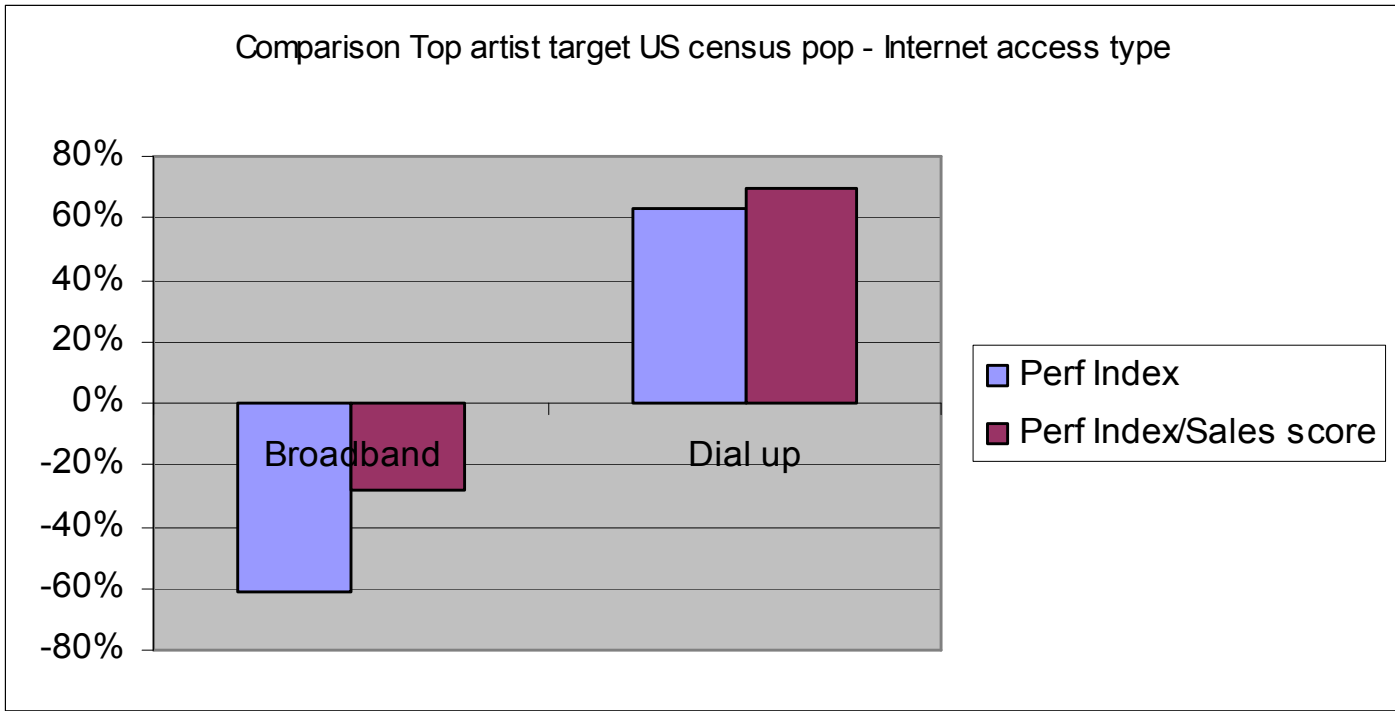 Comparison Top artist target US census pop - Internet access type
80%
60%
40%
20%
0%
-20%
-40%
-60%
-80%
Broadband
Dial up
Perf Index
Perf Index/Sales score